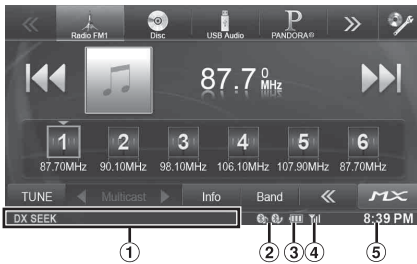 Radio FM1 Disc USB Audio PANDORA®
87.7 0 MHz
1 2 3 4 5 6
87.70MHz 90.10MHz 98.10MHz 106.10MHz 107.90MHz 87.70MHz
TUNE Multicast Info Band MX
DX SEEK 8:39 PM
1 2 3 4 5